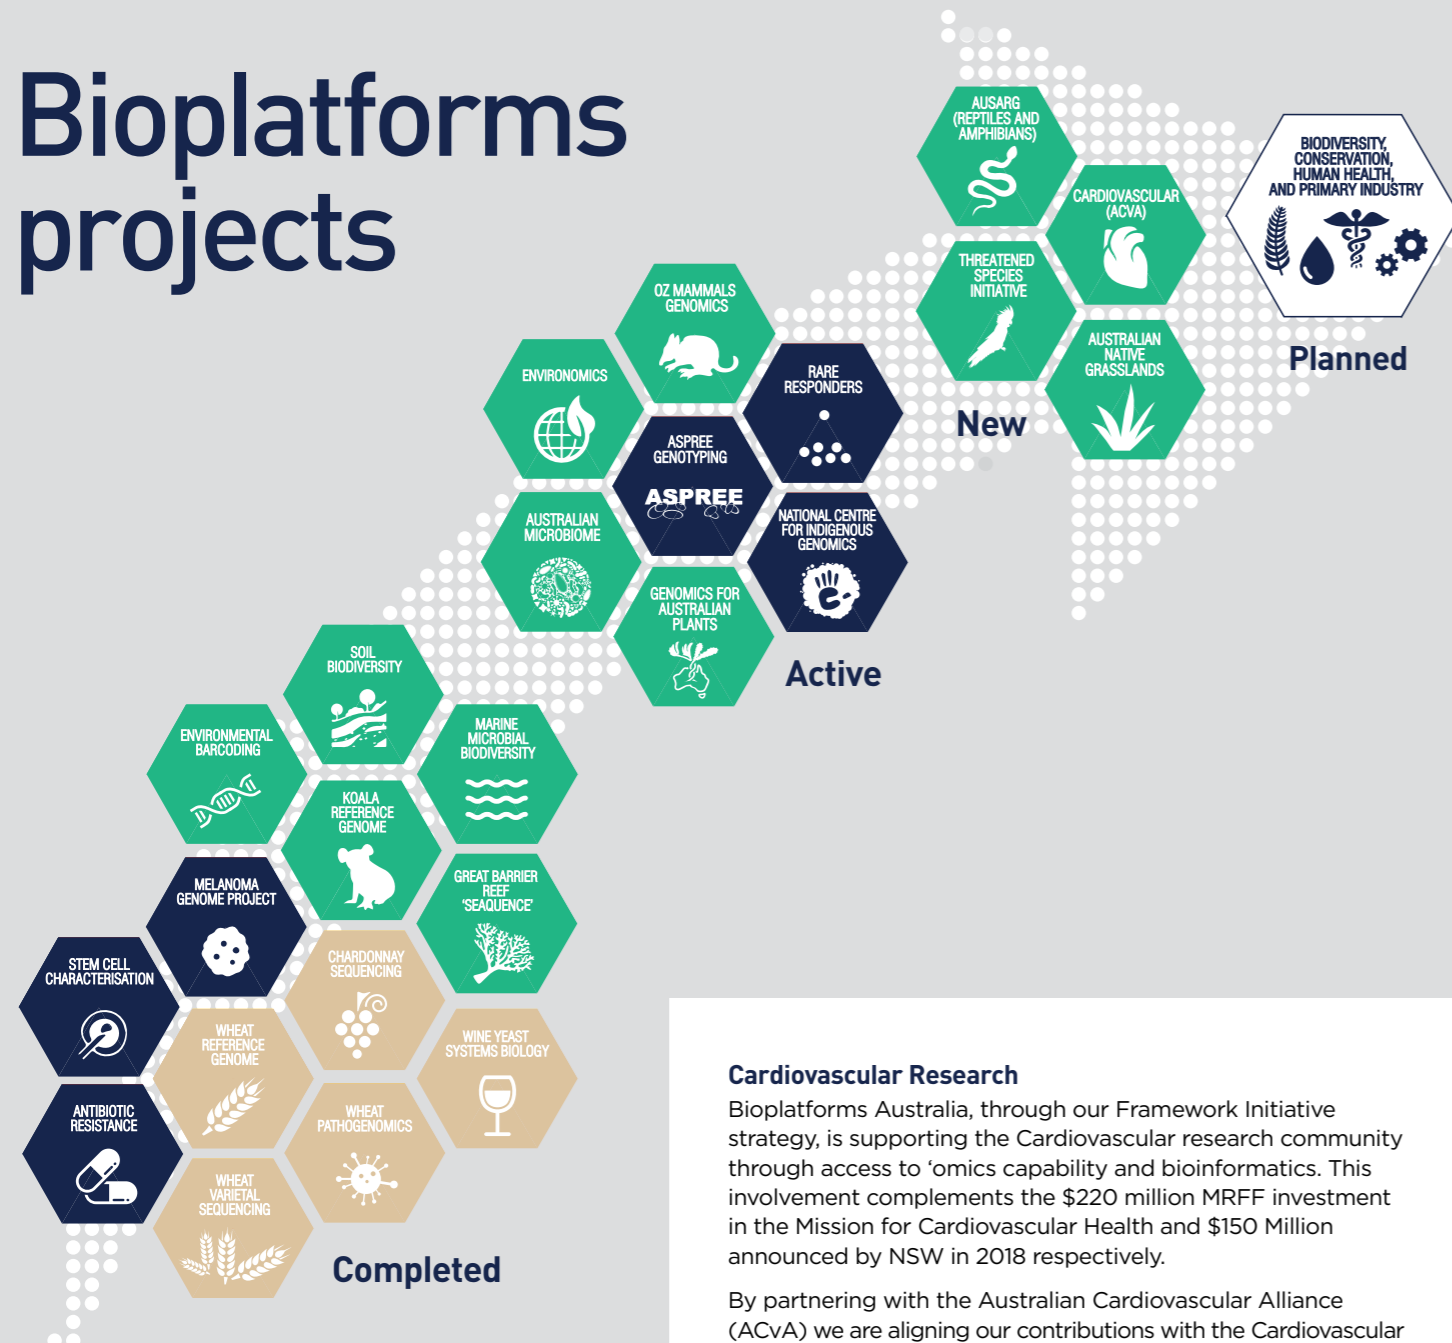 Bioplatforms
projects
AUSARG
(REPTILES AND
AMPHIBIANS)
CARDIOVASCULAR
(ACVA)
THREATENED
SPECIES
INITIATIVE
AUSTRALIAN
NATIVE
GRASSLANDS
New
BIODIVERSITY,
CONSERVATION,
HUMAN HEALTH,
AND PRIMARY INDUSTRY
Planned
OZ MAMMALS
GENOMICS
ENVIRONOMICS
RARE
RESPONDERS
ASPREE
GENOTYPING
ASPREE
AUSTRALIAN
MICROBIOME
NATIONAL CENTRE
FOR INDIGENOUS
GENOMICS
GENOMICS FOR
AUSTRALIAN
PLANTS
Active
SOIL
BIODIVERSITY
ENVIRONMENTAL
BARCODING
MARINE
MICROBIAL
BIODIVERSITY
KOALA
REFERENCE
GENOME
MELANOMA
GENOME PROJECT
GREAT BARRIER
REEF
‘SEAQUENCE’
STEM CELL
CHARACTERISATION
CHARDONNAY
SEQUENCING
WHEAT
REFERENCE
GENOME
WINE YEAST
SYSTEMS BIOLOGY
ANTIBIOTIC
RESISTANCE
WHEAT
PATHOGENOMICS
WHEAT
VARIETAL
SEQUENCING
Completed
Cardiovascular Research
Bioplatforms Australia, through our Framework Initiative
strategy, is supporting the Cardiovascular research community
through access to ‘omics capability and bioinformatics. This
involvement complements the $220 million MRFF investment
in the Mission for Cardiovascular Health and $150 Million
announced by NSW in 2018 respectively.
By partnering with the Australian Cardiovascular Alliance
(ACvA) we are aligning our contributions with the Cardiovascular